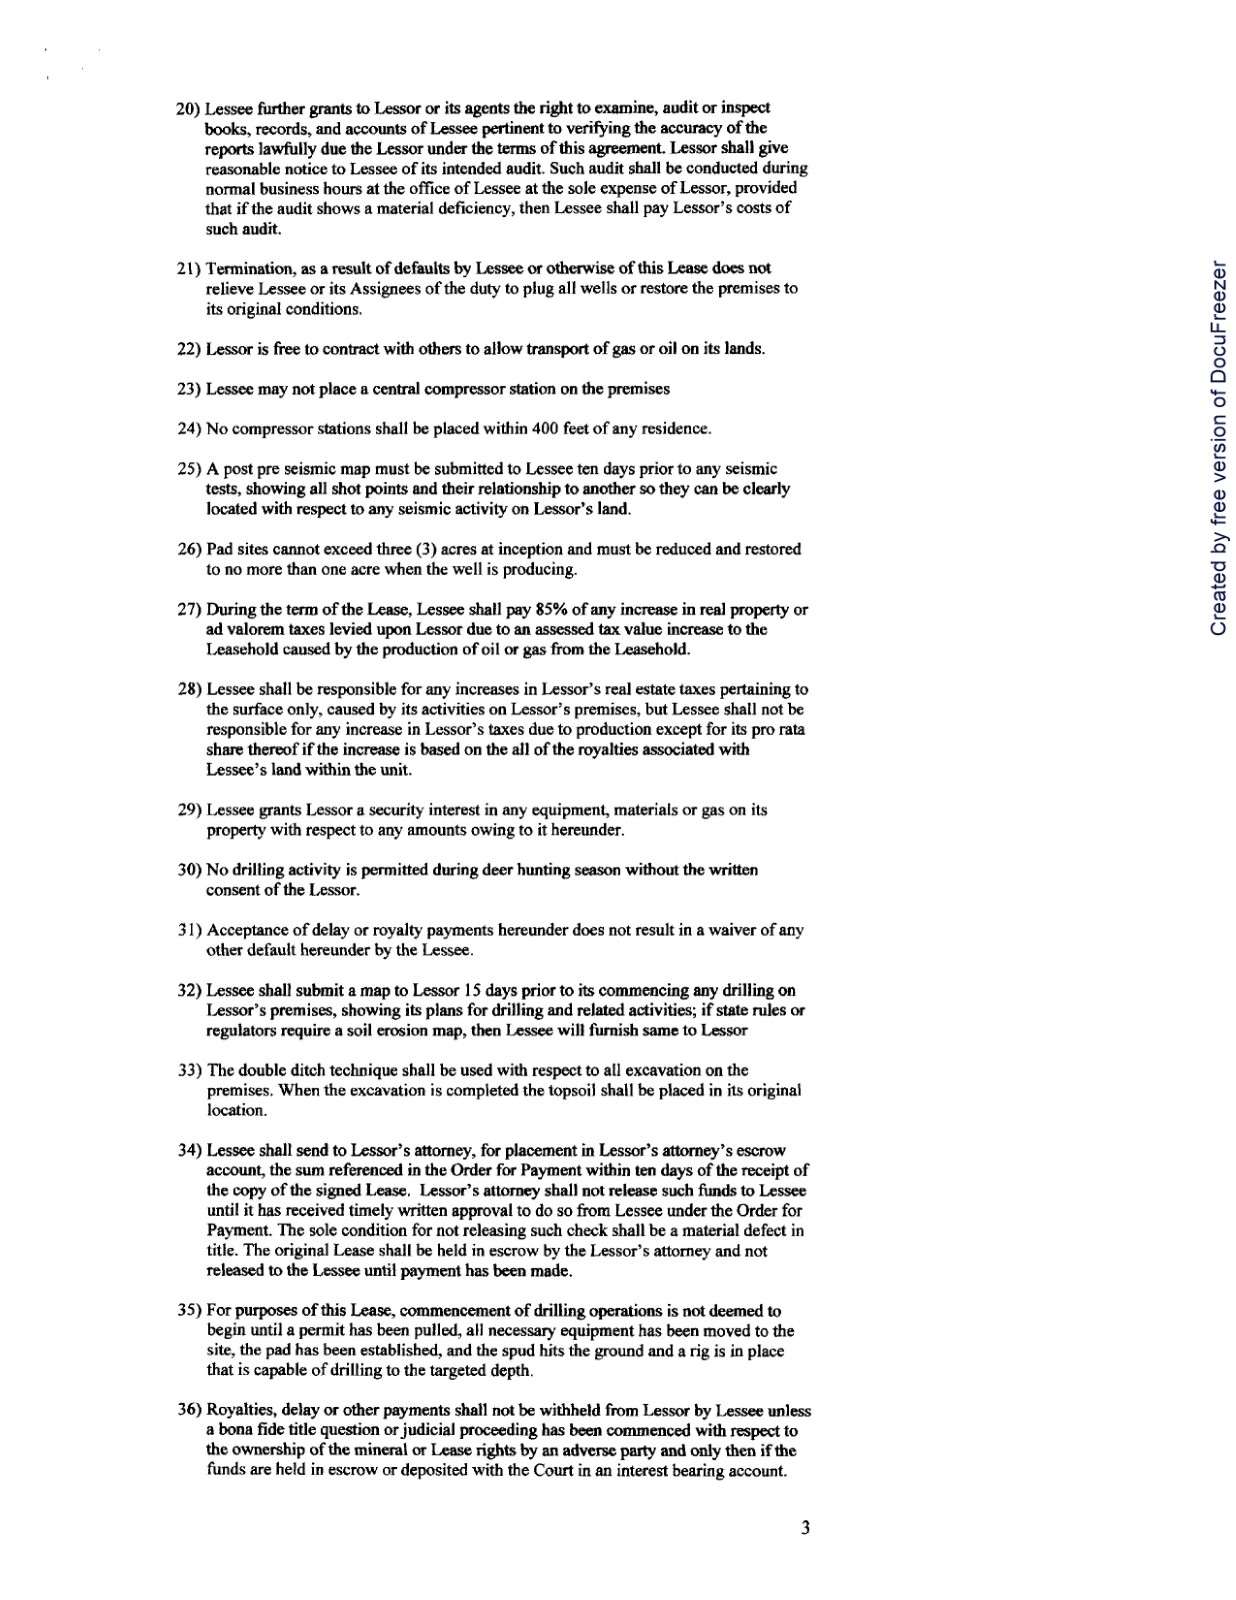 20) Lessee further grants to Lessor or its agents the right to examine, audit or inspect
books, records, and accounts of Lessee pertinent to verifying the accuracy of the
reports lawfully due the Lessor under the terms of this agreement. Lessor shall give
reasonable notice to Lessee of its intended audit. Such audit shall be conducted during
normal business hours at the office of Lessee at the sole expense of Lessor, provided
that if the audit shows a material deficiency, then Lessee shall pay Lessor's costs of
such audit.
21) Termination, as a result of defaults by Lessee or otherwise of this Lease does not
relieve Lessee or its Assignees of the duty to plug all wells or restore the premises to
its original conditions.
22) Lessor is free to contract with others to allow transport of gas or oil on its lands.
23) Lessee may not place a central compressor station on the premises
24) No compressor stations shall be placed within 400 feet of any residence.
25) A post pre seismic map must be submitted to Lessee ten days prior to any seismic
tests, showing all shot points and their relationship to another so they can be clearly
located with respect to any seismic activity on Lessor's land.
26) Pad sites cannot exceed three (3) acres at inception and must be reduced and restored
to no more than one acre when the well is producing.
27) During the term of the Lease, Lessee shall pay 85% of any increase in real property or
ad valorem taxes levied upon Lessor due to an assessed tax value increase to the
Leasehold caused by the production of oil or gas from the Leasehold.
28) Lessee shall be responsible for any increases in Lessor's real estate taxes pertaining to
the surface only, caused by its activities on Lessor's premises, but Lessee shall not be
responsible for any increase in Lessor's taxes due to production except for its pro rata
share thereof if the increase is based on the all of the royalties associated with
Lessee's land within the unit.
29) Lessee grants Lessor a security interest in any equipment, materials or gas on its
property with respect to any amounts owing to it hereunder.
30) No drilling activity is permitted during deer hunting season without the written
consent of the Lessor.
31) Acceptance of delay or royalty payments hereunder does not result in a waiver of any
other default hereunder by the Lessee.
32) Lessee shall submit a map to Lessor 15 days prior to its commencing any drilling on
Lessor's premises, showing its plans for drilling and related activities; if state rules or
regulators require a soil erosion map, then Lessee will furnish same to Lessor
33) The double ditch technique shall be used with respect to all excavation on the
premises. When the excavation is completed the topsoil shall be placed in its original
location.
34) Lessee shall send to Lessor's attorney, for placement in Lessor's attorney's escrow
account, the sum referenced in the Order for Payment within ten days of the receipt of
the copy of the signed Lease. Lessor's attorney shall not release such funds to Lessee
until it has received timely written approval to do so from Lessee under the Order for
Payment. The sole condition for not releasing such check shall be a material defect in
title. The original Lease shall be held in escrow by the Lessor's attorney and not
released to the Lessee until payment has been made.
35) For purposes of this Lease, commencement of drilling operations is not deemed to
begin until a permit has been pulled, all necessary equipment has been moved to the
site, the pad has been established, and the spud hits the ground and a rig is in place
that is capable of drilling to the targeted depth.
36) Royalties, delay or other payments shall not be withheld from Lessor by Lessee unless
a bona fide title question or judicial proceeding has been commenced with respect to
the ownership of the mineral or Lease rights by an adverse party and only then if the
funds are held in escrow or deposited with the Court in an interest bearing account.
3
Created by free version of DocuFreezer